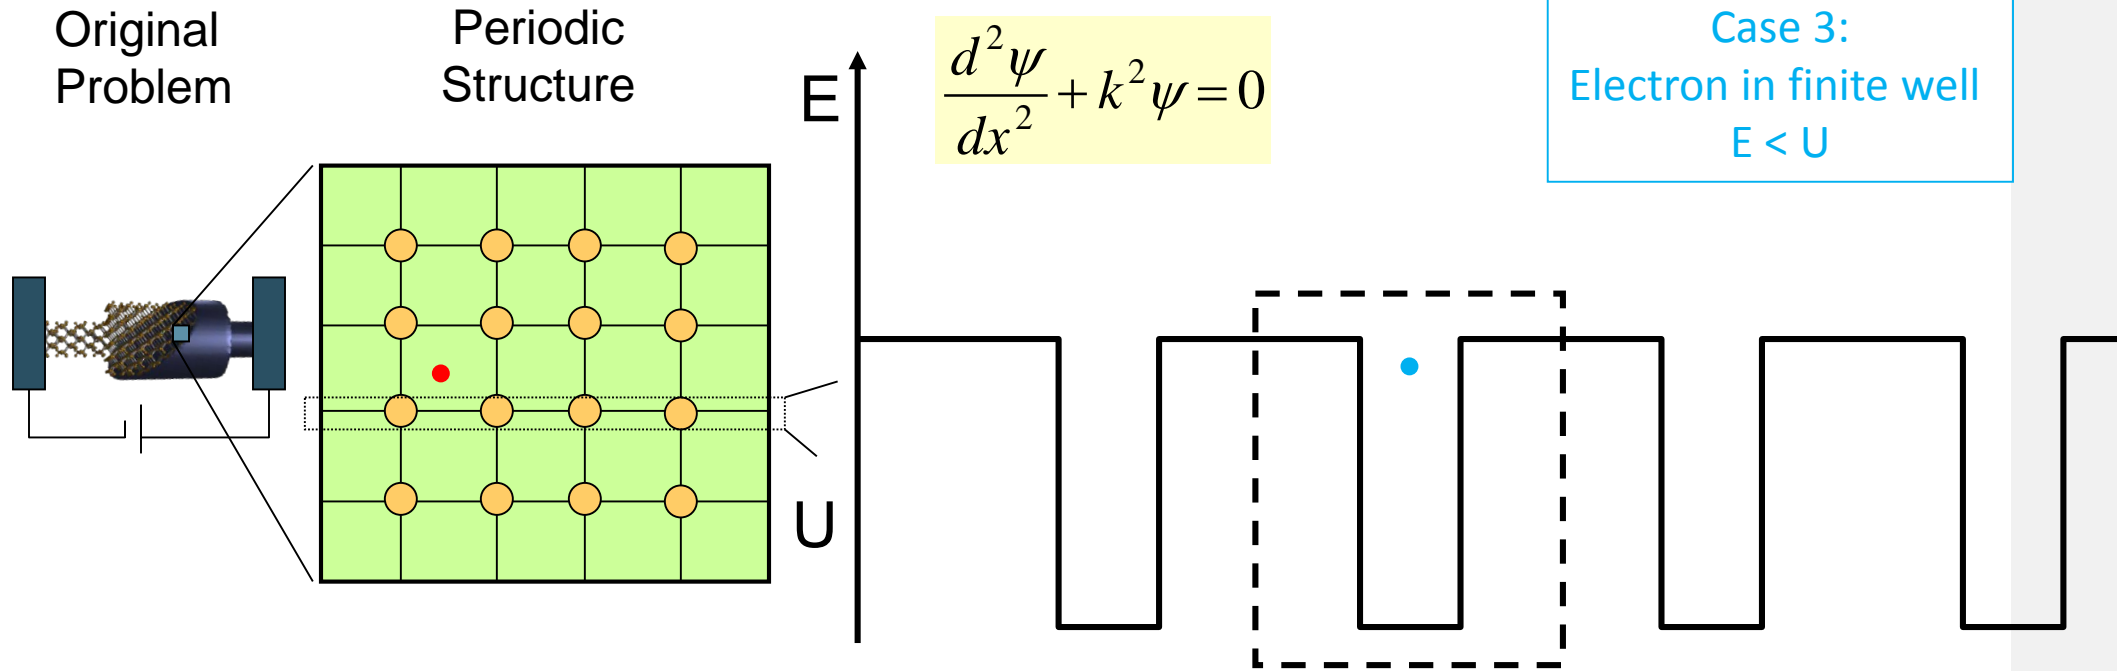 Original
Problem
Periodic
Structure
E
d²ψ/dx² + k²ψ = 0
Case 3:
Electron in finite well
E < U
U